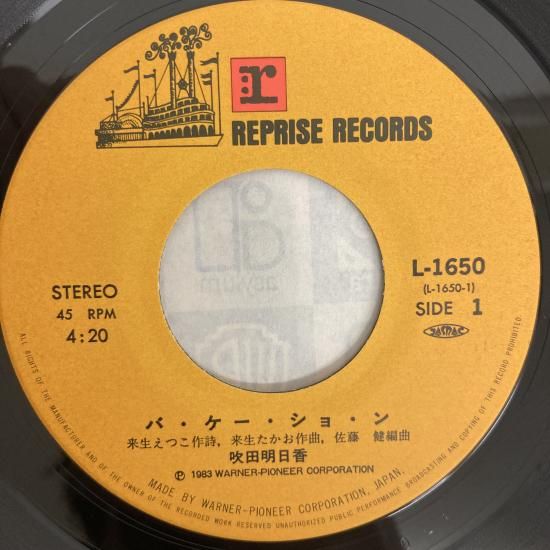 r
REPRISE RECORDS
STEREO
45 RPM
4:20
L-1650
(L-1650-1)
SIDE 1
JASRAC
バ・ケー・ショ・ン
来生えつこ作詩, 来生たかお作曲, 佐藤 健編曲
吹田明日香
Ⓟ 1983 WARNER-PIONEER CORPORATION
MADE BY WARNER-PIONEER CORPORATION, JAPAN.
ALL RIGHTS OF THE MANUFACTURER AND OF THE OWNER OF THE RECORDED WORK RESERVED UNAUTHORIZED PUBLIC PERFORMANCE BROADCASTING AND COPYING OF THIS RECORD PROHIBITED.
asylum